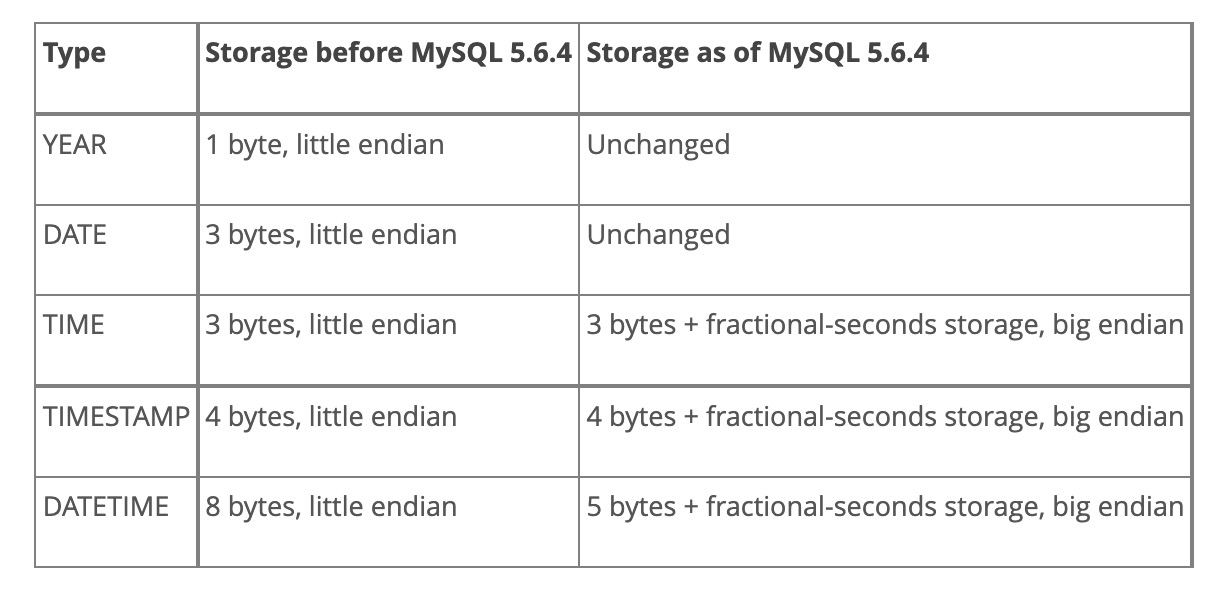 Type Storage before MySQL 5.6.4 Storage as of MySQL 5.6.4
YEAR 1 byte, little endian Unchanged
DATE 3 bytes, little endian Unchanged
TIME 3 bytes, little endian 3 bytes + fractional-seconds storage, big endian
TIMESTAMP 4 bytes, little endian 4 bytes + fractional-seconds storage, big endian
DATETIME 8 bytes, little endian 5 bytes + fractional-seconds storage, big endian